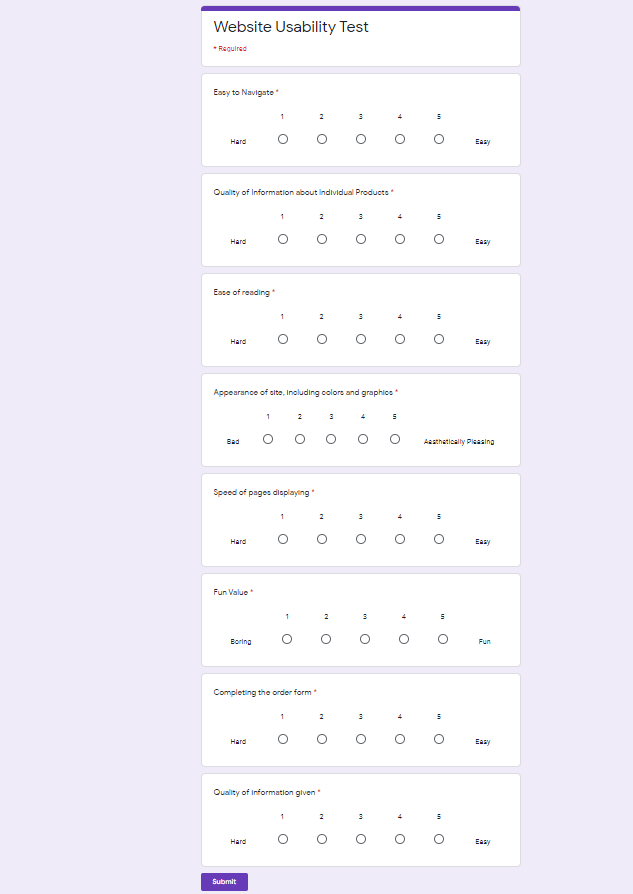 Website Usability Test
* Required
Easy to Navigate *
1 2 3 4 5
Hard Easy
Quality of Information about Individual Products *
1 2 3 4 5
Hard Easy
Ease of reading *
1 2 3 4 5
Hard Easy
Appearance of site, including colors and graphics *
1 2 3 4 5
Bad Aesthetically Pleasing
Speed of pages displaying *
1 2 3 4 5
Hard Easy
Fun Value *
1 2 3 4 5
Boring Fun
Completing the order form *
1 2 3 4 5
Hard Easy
Quality of information given *
1 2 3 4 5
Hard Easy
Submit